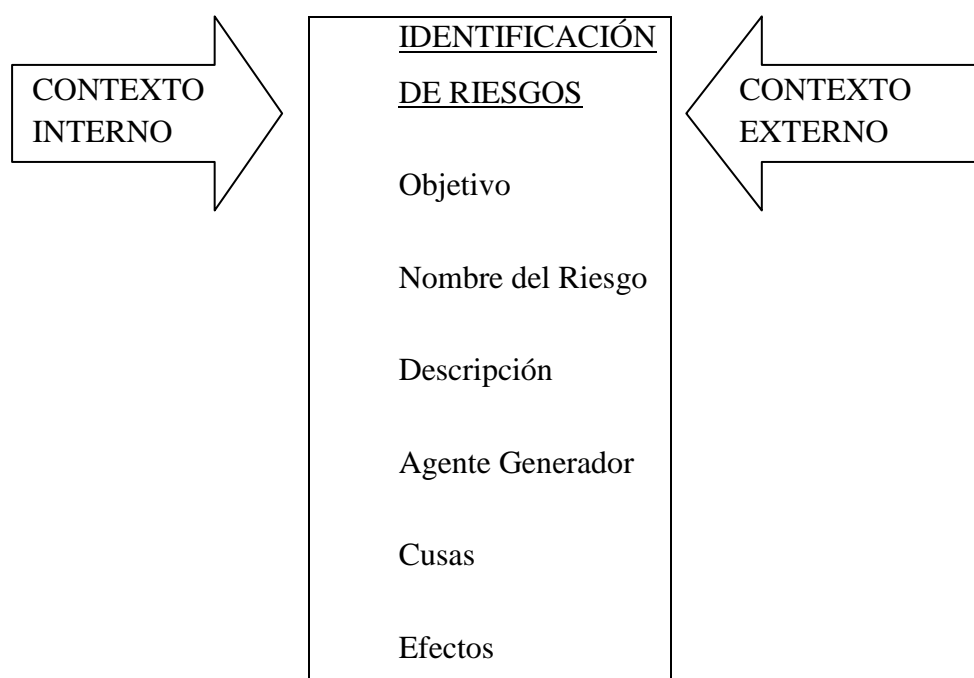 CONTEXTO
INTERNO
IDENTIFICACIÓN
DE RIESGOS
Objetivo
Nombre del Riesgo
Descripción
Agente Generador
Cusas
Efectos
CONTEXTO
EXTERNO